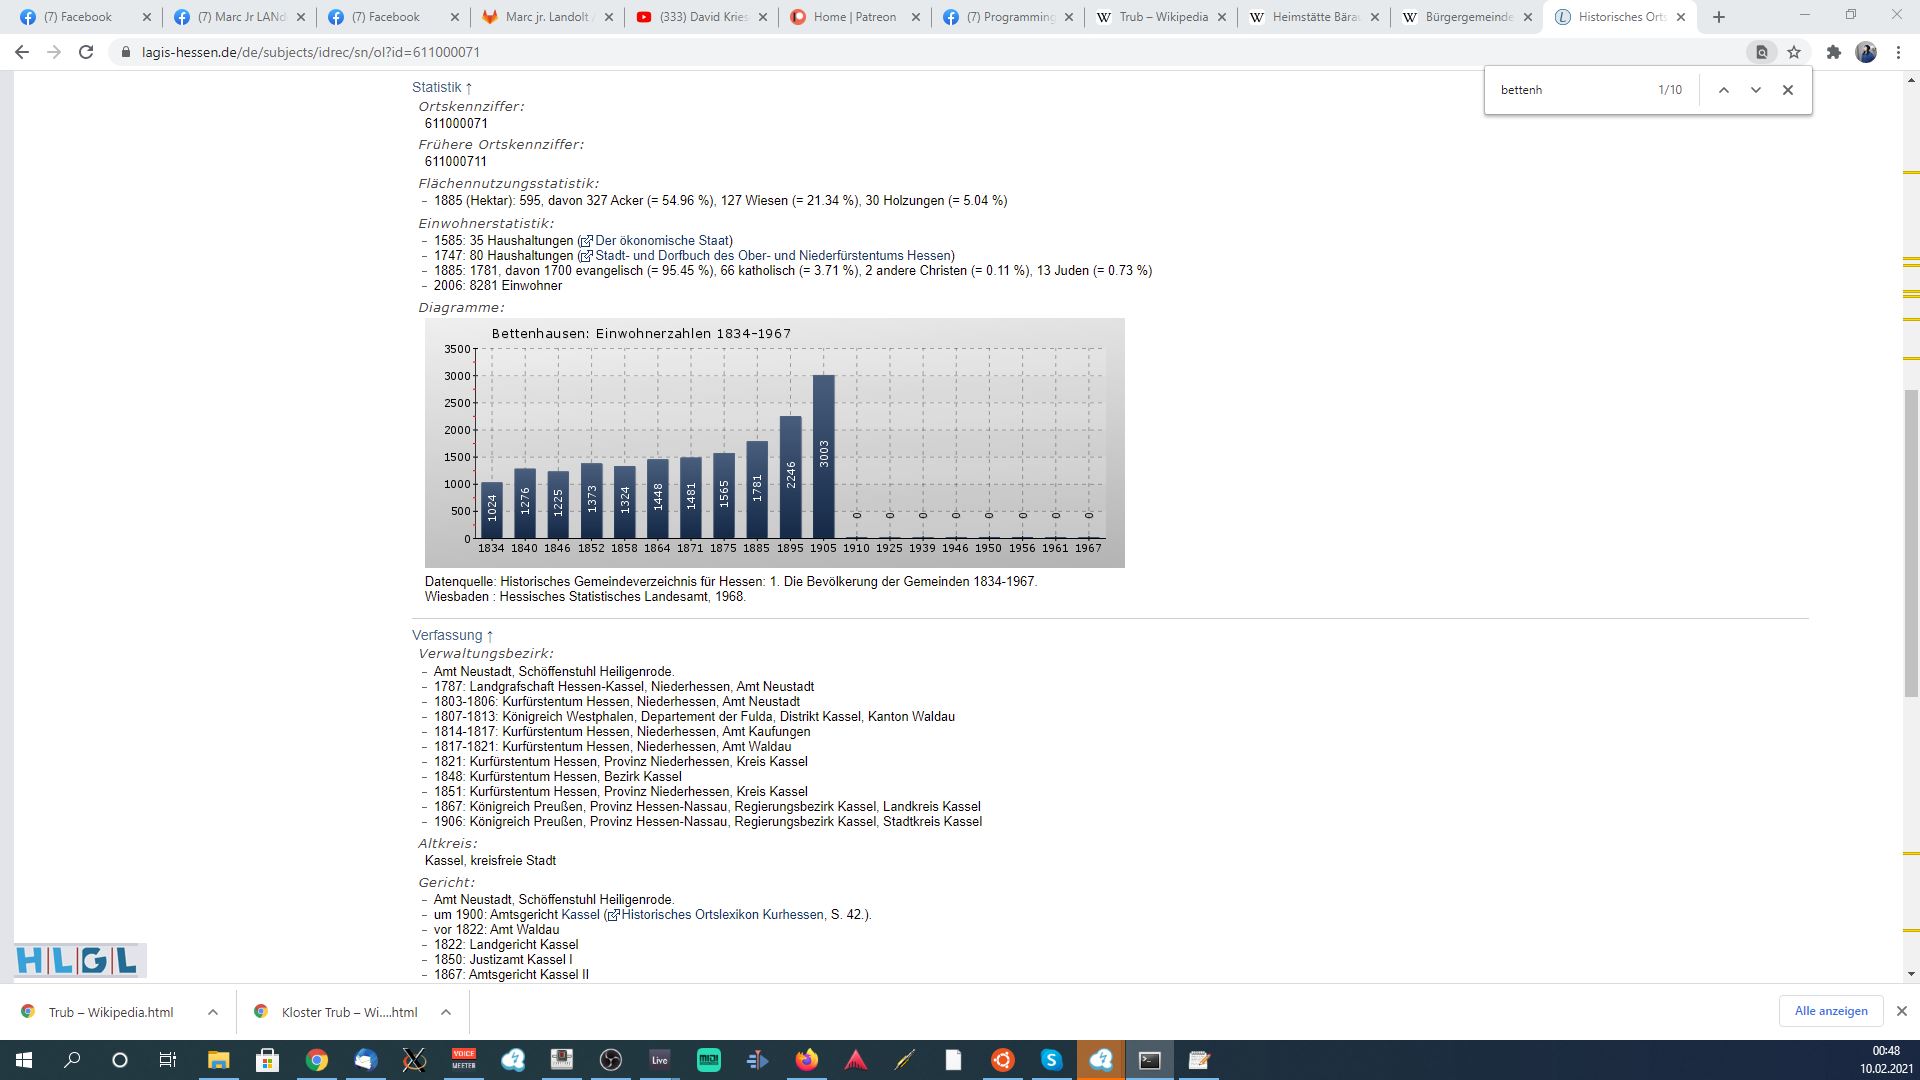 (7) Facebook
(7) Marc Jr LANd
(7) Facebook
Marc jr. Landolt /
(333) David Kries
Home | Patreon
(7) Programming
Trub – Wikipedia
Heimstätte Bärau
Bürgergemeinde
Historisches Orts
lagis-hessen.de/de/subjects/idrec/sn/ol?id=611000071
bettenh 1/10
Statistik ↑
Ortskennziffer:
611000071
Frühere Ortskennziffer:
611000711
Flächennutzungsstatistik:
– 1885 (Hektar): 595, davon 327 Acker (= 54.96 %), 127 Wiesen (= 21.34 %), 30 Holzungen (= 5.04 %)
Einwohnerstatistik:
– 1585: 35 Haushaltungen (Der ökonomische Staat)
– 1747: 80 Haushaltungen (Stadt- und Dorfbuch des Ober- und Niederfürstentums Hessen)
– 1885: 1781, davon 1700 evangelisch (= 95.45 %), 66 katholisch (= 3.71 %), 2 andere Christen (= 0.11 %), 13 Juden (= 0.73 %)
– 2006: 8281 Einwohner
Diagramme:
Bettenhausen: Einwohnerzahlen 1834-1967
3500
3000
2500
2000
1500
1000
500
0
1024 1276 1225 1373 1324 1448 1481 1565 1781 2246 3003 0 0 0 0 0 0 0 0
1834 1840 1846 1852 1858 1864 1871 1875 1885 1895 1905 1910 1925 1939 1946 1950 1956 1961 1967
Datenquelle: Historisches Gemeindeverzeichnis für Hessen: 1. Die Bevölkerung der Gemeinden 1834-1967.
Wiesbaden : Hessisches Statistisches Landesamt, 1968.
Verfassung ↑
Verwaltungsbezirk:
– Amt Neustadt, Schöffenstuhl Heiligenrode.
– 1787: Landgrafschaft Hessen-Kassel, Niederhessen, Amt Neustadt
– 1803-1806: Kurfürstentum Hessen, Niederhessen, Amt Neustadt
– 1807-1813: Königreich Westphalen, Departement der Fulda, Distrikt Kassel, Kanton Waldau
– 1814-1817: Kurfürstentum Hessen, Niederhessen, Amt Kaufungen
– 1817-1821: Kurfürstentum Hessen, Niederhessen, Amt Waldau
– 1821: Kurfürstentum Hessen, Provinz Niederhessen, Kreis Kassel
– 1848: Kurfürstentum Hessen, Bezirk Kassel
– 1851: Kurfürstentum Hessen, Provinz Niederhessen, Kreis Kassel
– 1867: Königreich Preußen, Provinz Hessen-Nassau, Regierungsbezirk Kassel, Landkreis Kassel
– 1906: Königreich Preußen, Provinz Hessen-Nassau, Regierungsbezirk Kassel, Stadtkreis Kassel
Altkreis:
Kassel, kreisfreie Stadt
Gericht:
– Amt Neustadt, Schöffenstuhl Heiligenrode.
– um 1900: Amtsgericht Kassel (Historisches Ortslexikon Kurhessen, S. 42.).
– vor 1822: Amt Waldau
– 1822: Landgericht Kassel
– 1850: Justizamt Kassel I
– 1867: Amtsgericht Kassel II
HLGL
Trub – Wikipedia.html
Kloster Trub – Wi....html
Alle anzeigen
VOICE
MEETER
Live
MIDI
00:48
10.02.2021